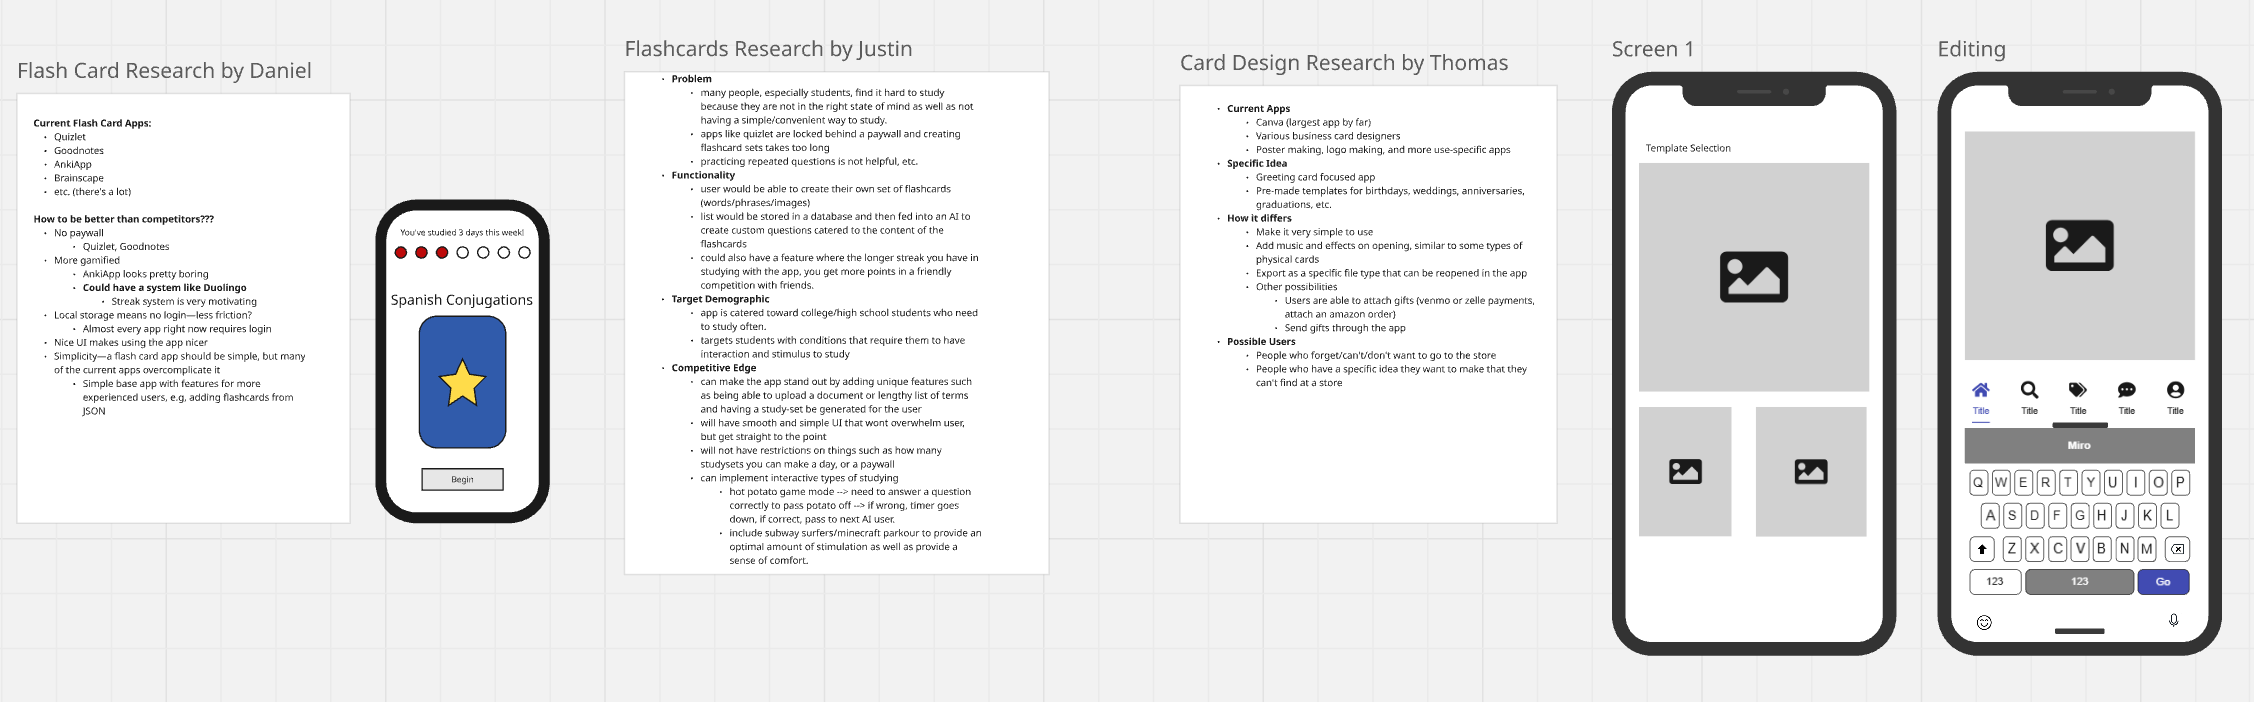 Flash Card Research by Daniel
Current Flash Card Apps:
• Quizlet
• Goodnotes
• AnkiApp
• Brainscape
• etc. (there's a lot)
How to be better than competitors???
• No paywall
• Quizlet, Goodnotes
• More gamified
• AnkiApp looks pretty boring
• Could have a system like Duolingo
• Streak system is very motivating
• Local storage means no login—less friction?
• Almost every app right now requires login
• Nice UI makes using the app nicer
• Simplicity—a flash card app should be simple, but many
of the current apps overcomplicate it
• Simple base app with features for more
experienced users, e.g. adding flashcards from
JSON
You've studied 3 days this week!
Spanish Conjugations
Begin
Flashcards Research by Justin
• Problem
• many people, especially students, find it hard to study
because they are not in the right state of mind as well as not
having a simple/convenient way to study.
• apps like quizlet are locked behind a paywall and creating
flashcard sets takes too long
• practicing repeated questions is not helpful, etc.
• Functionality
• user would be able to create their own set of flashcards
(words/phrases/images)
• list would be stored in a database and then fed into an AI to
create custom questions catered to the content of the
flashcards
• could also have a feature where the longer streak you have in
studying with the app, you get more points in a friendly
competition with friends.
• Target Demographic
• app is catered toward college/high school students who need
to study often.
• targets students with conditions that require them to have
interaction and stimulus to study
• Competitive Edge
• can make the app stand out by adding unique features such
as being able to upload a document or lengthy list of terms
and having a study-set be generated for the user
• will have smooth and simple UI that wont overwhelm user,
but get straight to the point
• will not have restrictions on things such as how many
studysets you can make a day, or a paywall
• can implement interactive types of studying
• hot potato game mode --> need to answer a question
correctly to pass potato off --> if wrong, timer goes
down, if correct, pass to next AI user.
• include subway surfers/minecraft parkour to provide an
optimal amount of stimulation as well as provide a
sense of comfort.
Card Design Research by Thomas
• Current Apps
• Canva (largest app by far)
• Various business card designers
• Poster making, logo making, and more use-specific apps
• Specific Idea
• Greeting card focused app
• Pre-made templates for birthdays, weddings, anniversaries,
graduations, etc.
• How it differs
• Make it very simple to use
• Add music and effects on opening, similar to some types of
physical cards
• Export as a specific file type that can be reopened in the app
• Other possibilities
• Users are able to attach gifts (venmo or zelle payments,
attach an amazon order)
• Send gifts through the app
• Possible Users
• People who forget/can't/don't want to go to the store
• People who have a specific idea they want to make that they
can't find at a store
Screen 1
Template Selection
Editing
Title Title Title Title Title
Miro
Q W E R T Y U I O P
A S D F G H J K L
Z X C V B N M
123 123 Go